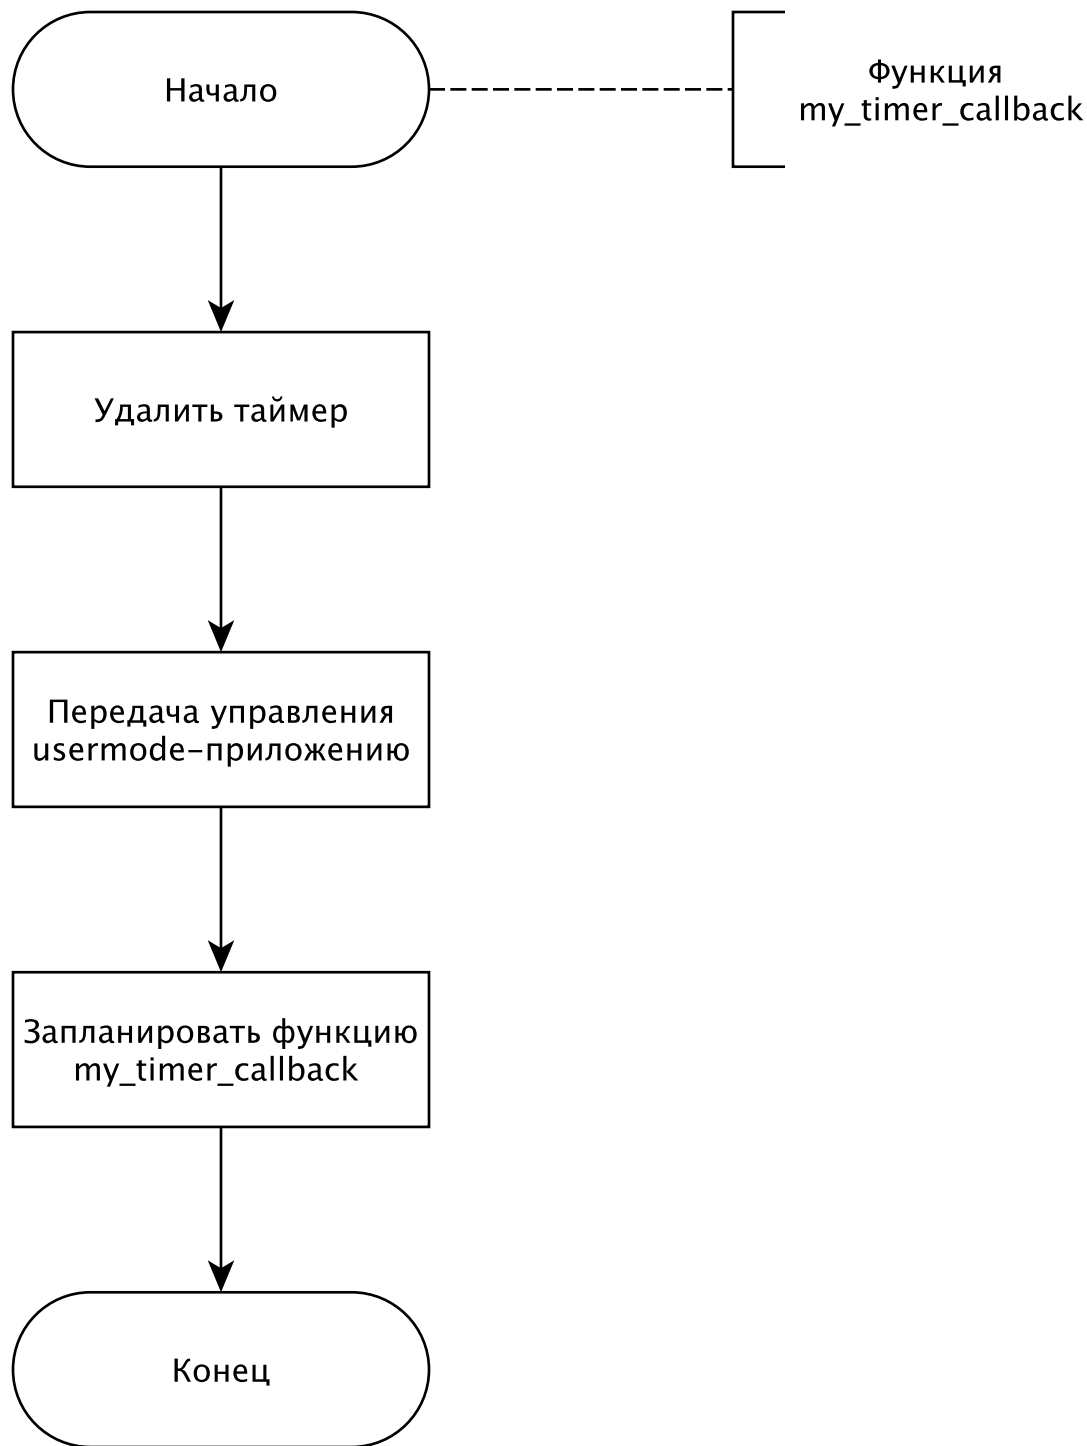 Начало
Функция
my_timer_callback
Удалить таймер
Передача управления
usermode-приложению
Запланировать функцию
my_timer_callback
Конец